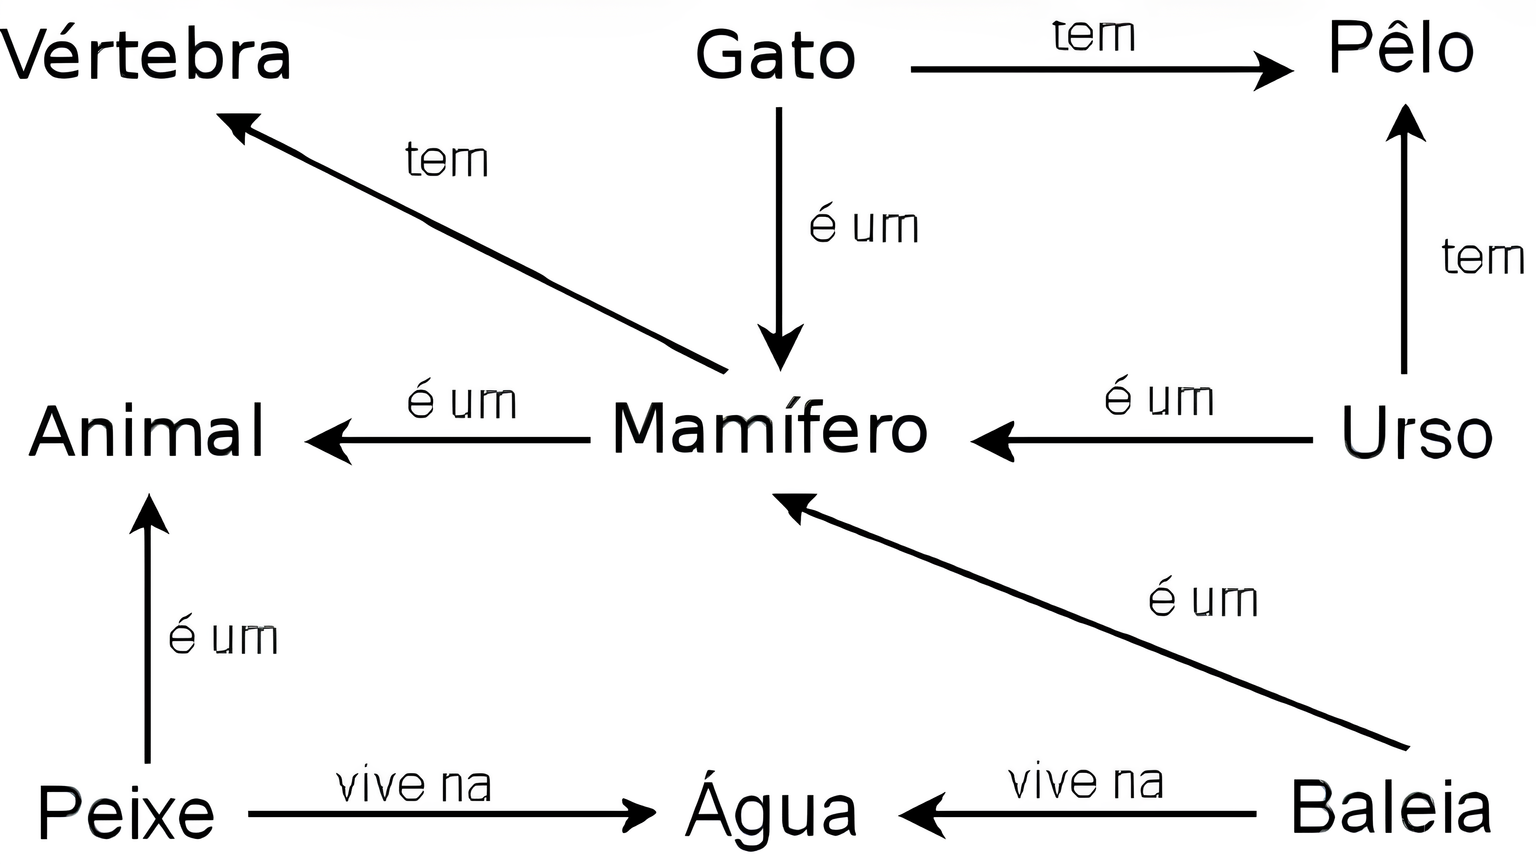 Vértebra
Gato
tem
Pêlo
tem
é um
tem
Animal
é um
Mamífero
é um
Urso
é um
é um
Peixe
vive na
Água
vive na
Baleia